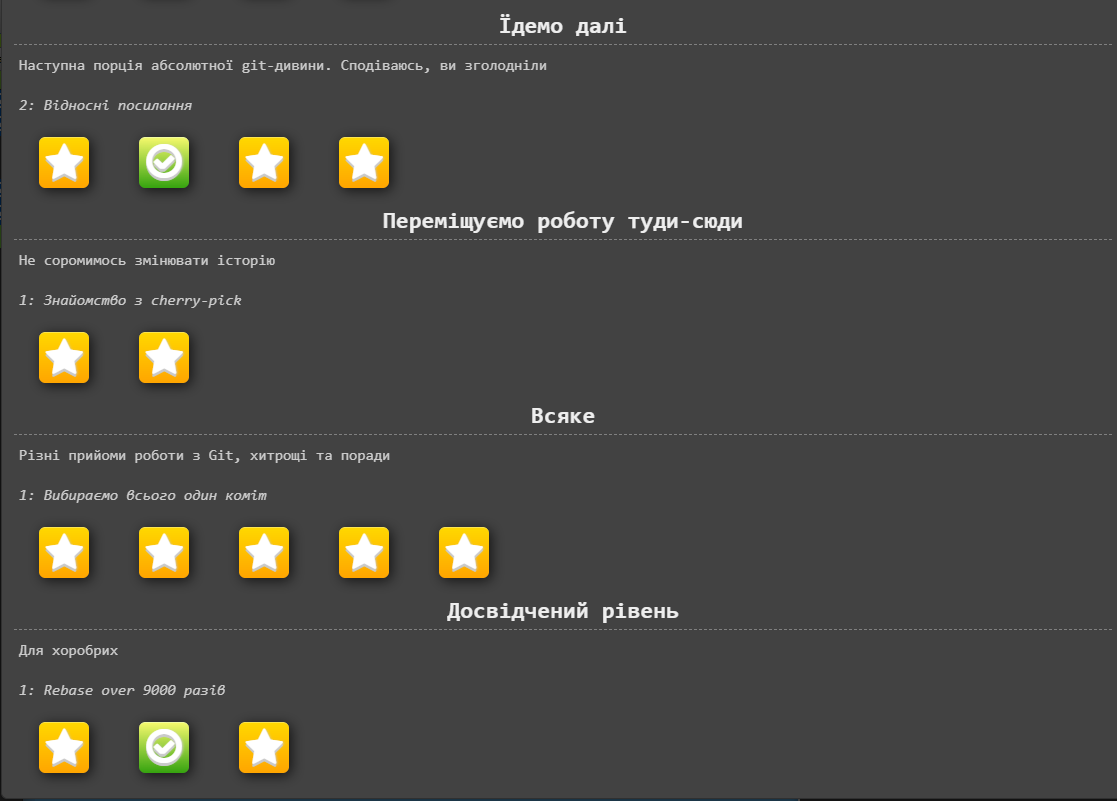 Їдемо далі
Наступна порція абсолютної git-дивини. Сподіваюсь, ви зголодніли
2: Відносні посилання
Переміщуємо роботу туди-сюди
Не соромимось змінювати історію
1: Знайомство з cherry-pick
Всяке
Різні прийоми роботи з Git, хитрощі та поради
1: Вибираємо всього один коміт
Досвідчений рівень
Для хоробрих
1: Rebase over 9000 разів